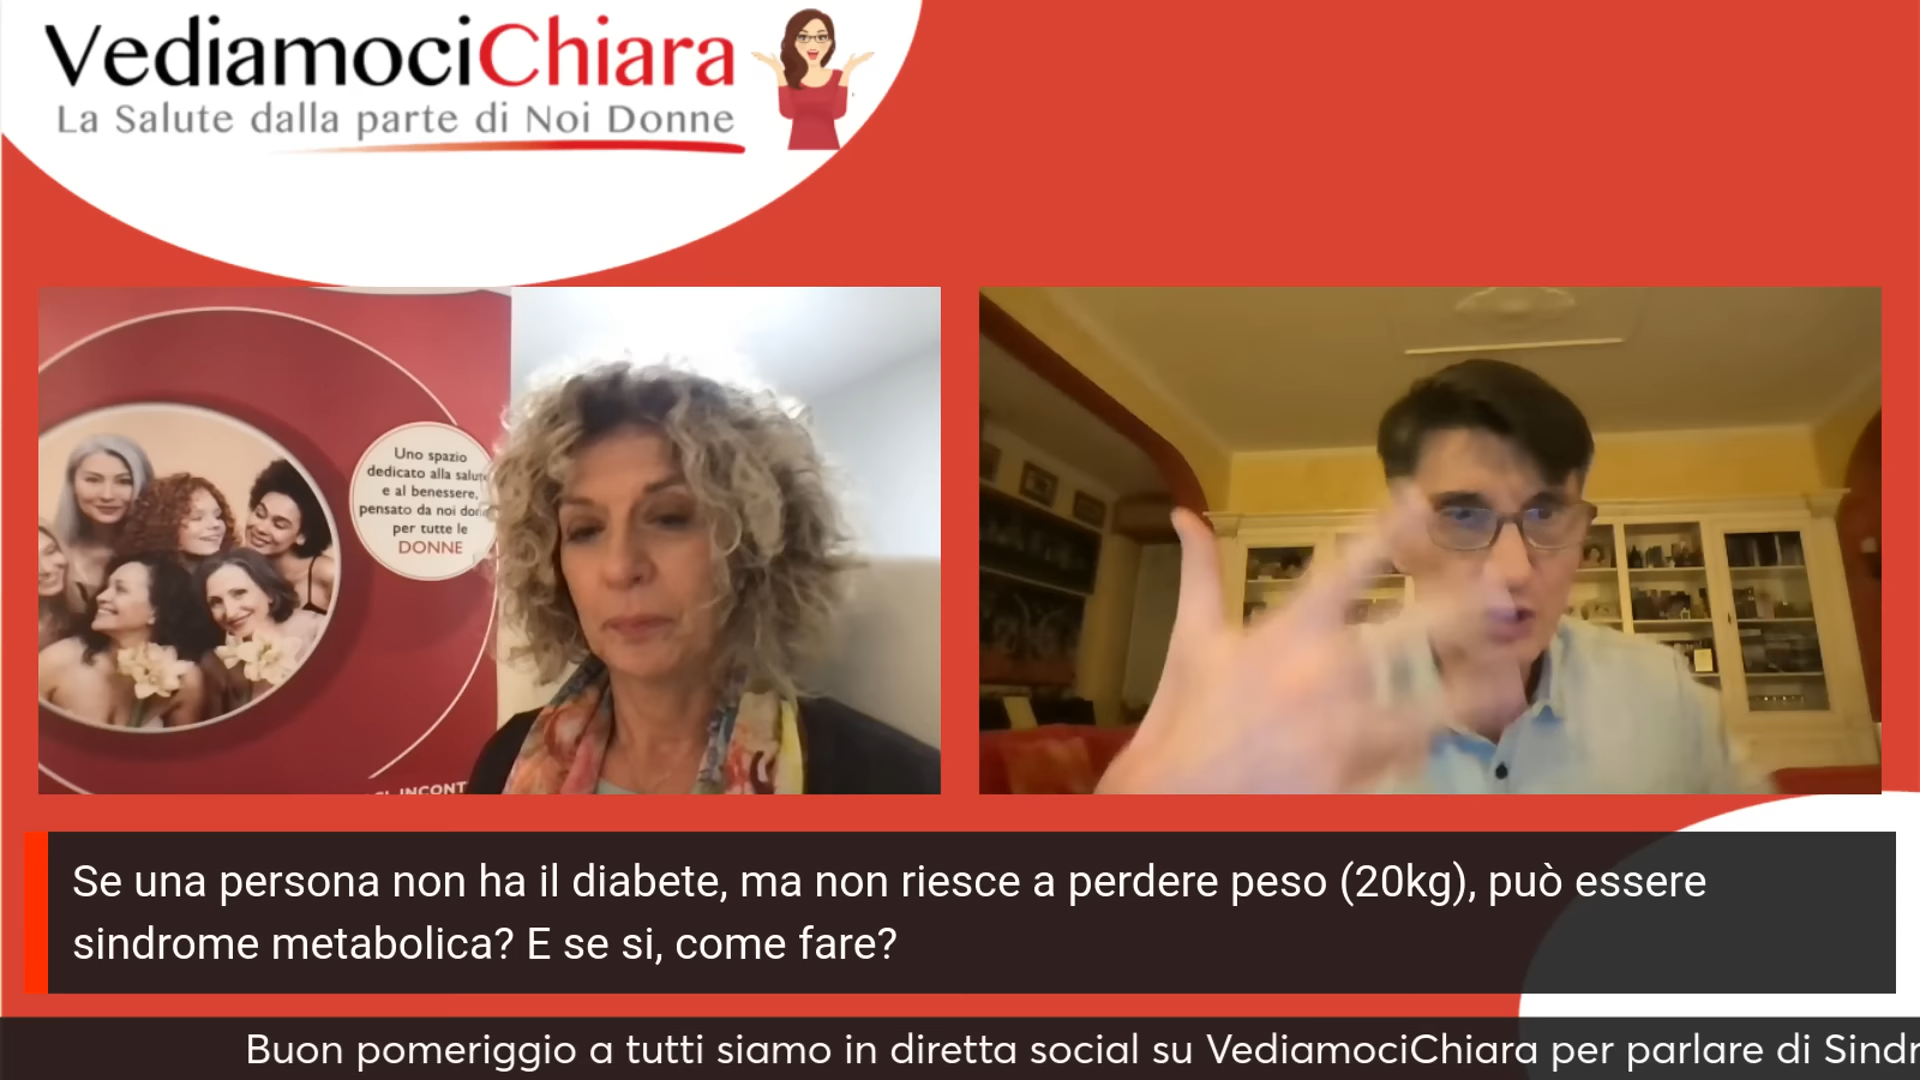 VediamociChiara
La Salute dalla parte di Noi Donne
Uno spazio
dedicato alla salute
e al benessere,
pensato da noi
per tutte le
DONNE
INCONT
Se una persona non ha il diabete, ma non riesce a perdere peso (20kg), può essere
sindrome metabolica? E se si, come fare?
Buon pomeriggio a tutti siamo in diretta social su VediamociChiara per parlare di Sindr